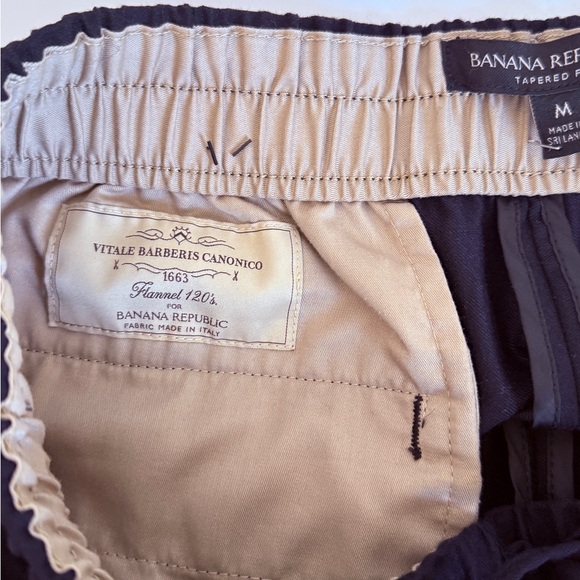 BANANA REPU
TAPERED F
M
MADE IN
SRI LAN
VITALE BARBERIS CANONICO
1663
Flannel 120's.
FOR
BANANA REPUBLIC
FABRIC MADE IN ITALY